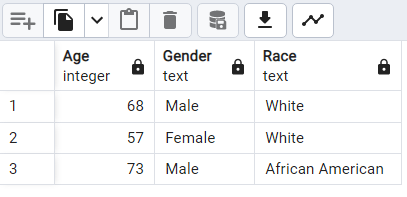 Age Gender Race
integer text text
1 68 Male White
2 57 Female White
3 73 Male African American